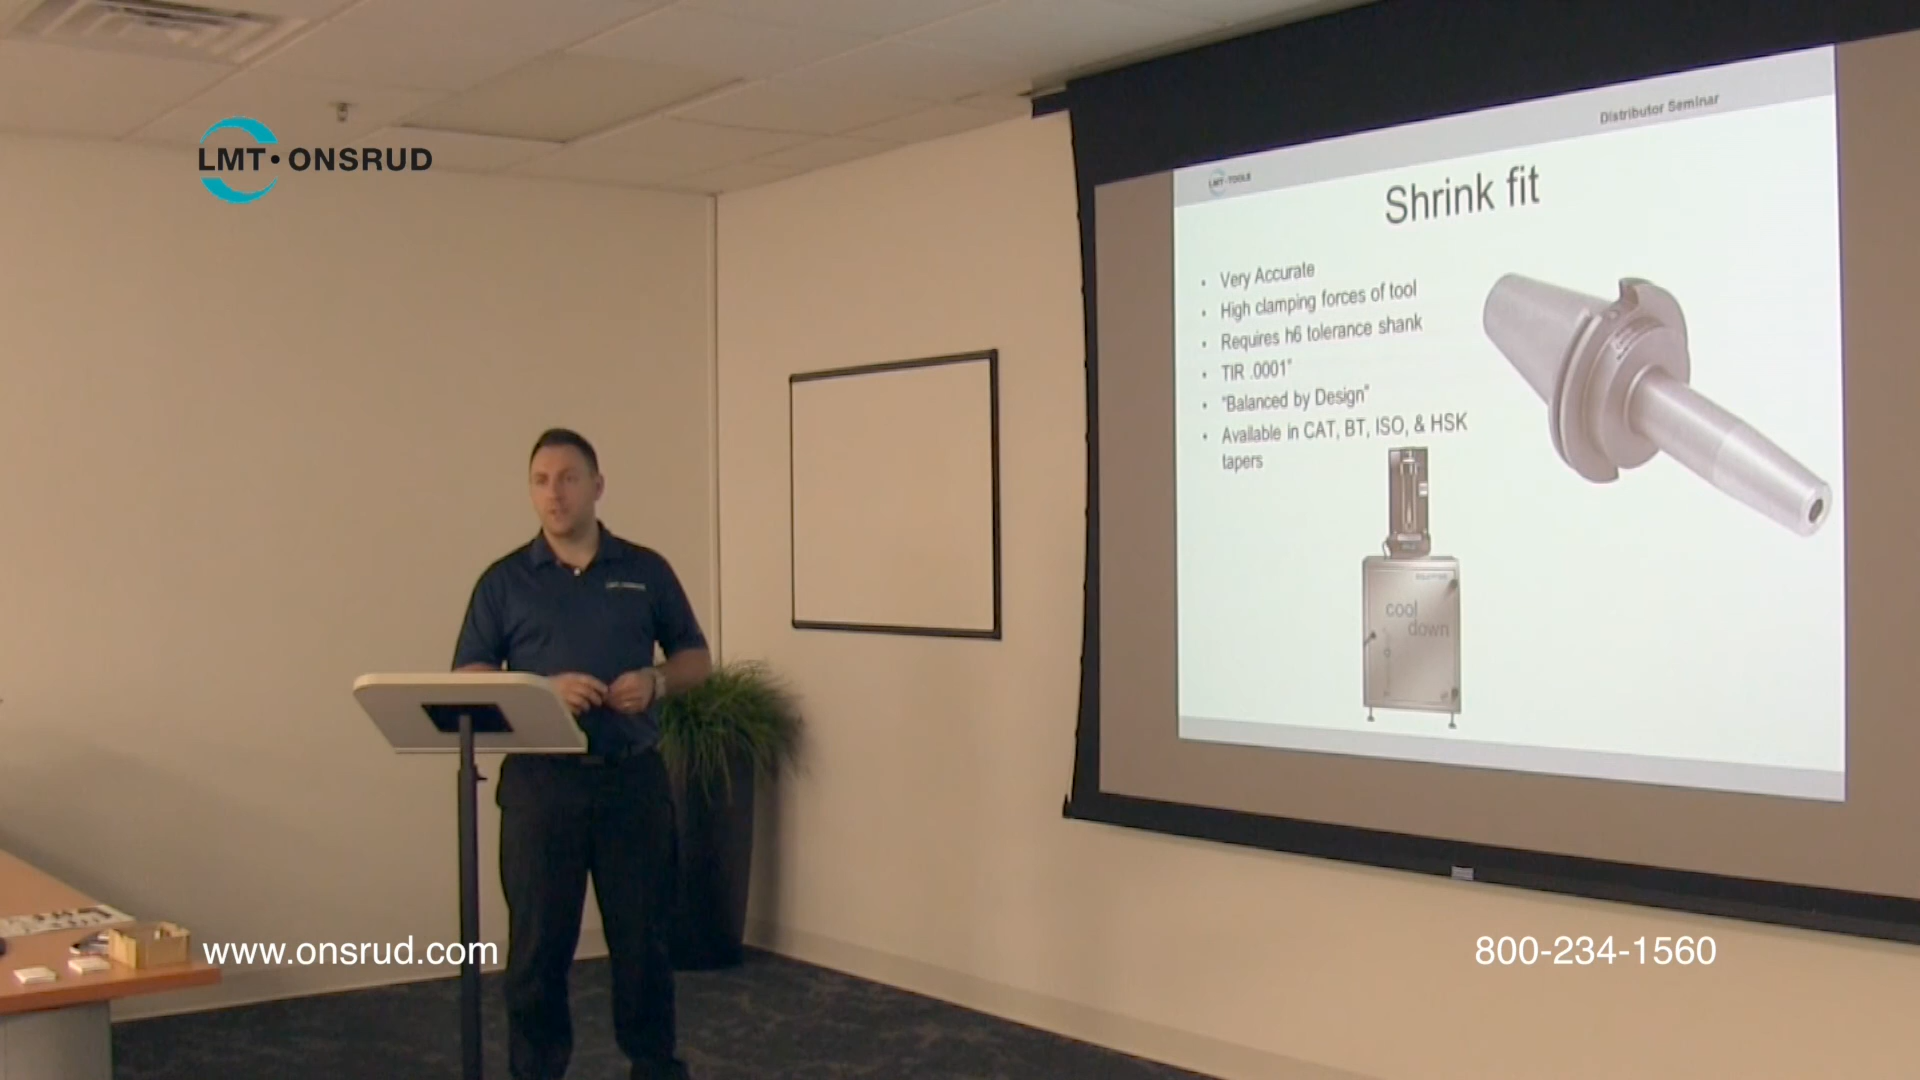 LMT•ONSRUD
Distributor Seminar
LMT•TOOLS
Shrink fit
• Very Accurate
• High clamping forces of tool
• Requires h6 tolerance shank
• TIR .0001"
• "Balanced by Design"
• Available in CAT, BT, ISO, & HSK
tapers
cool
down
www.onsrud.com
800-234-1560